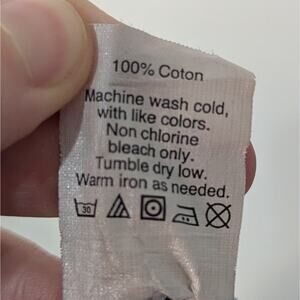 100% Coton
Machine wash cold,
with like colors.
Non chlorine
bleach only.
Tumble dry low.
Warm iron as needed.
30